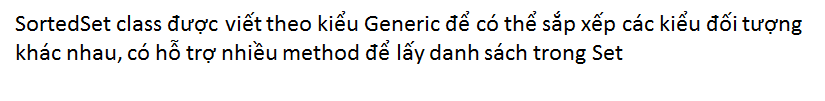 SortedSet class được viết theo kiểu Generic để có thể sắp xếp các kiểu đối tượng
khác nhau, có hỗ trợ nhiều method để lấy danh sách trong Set